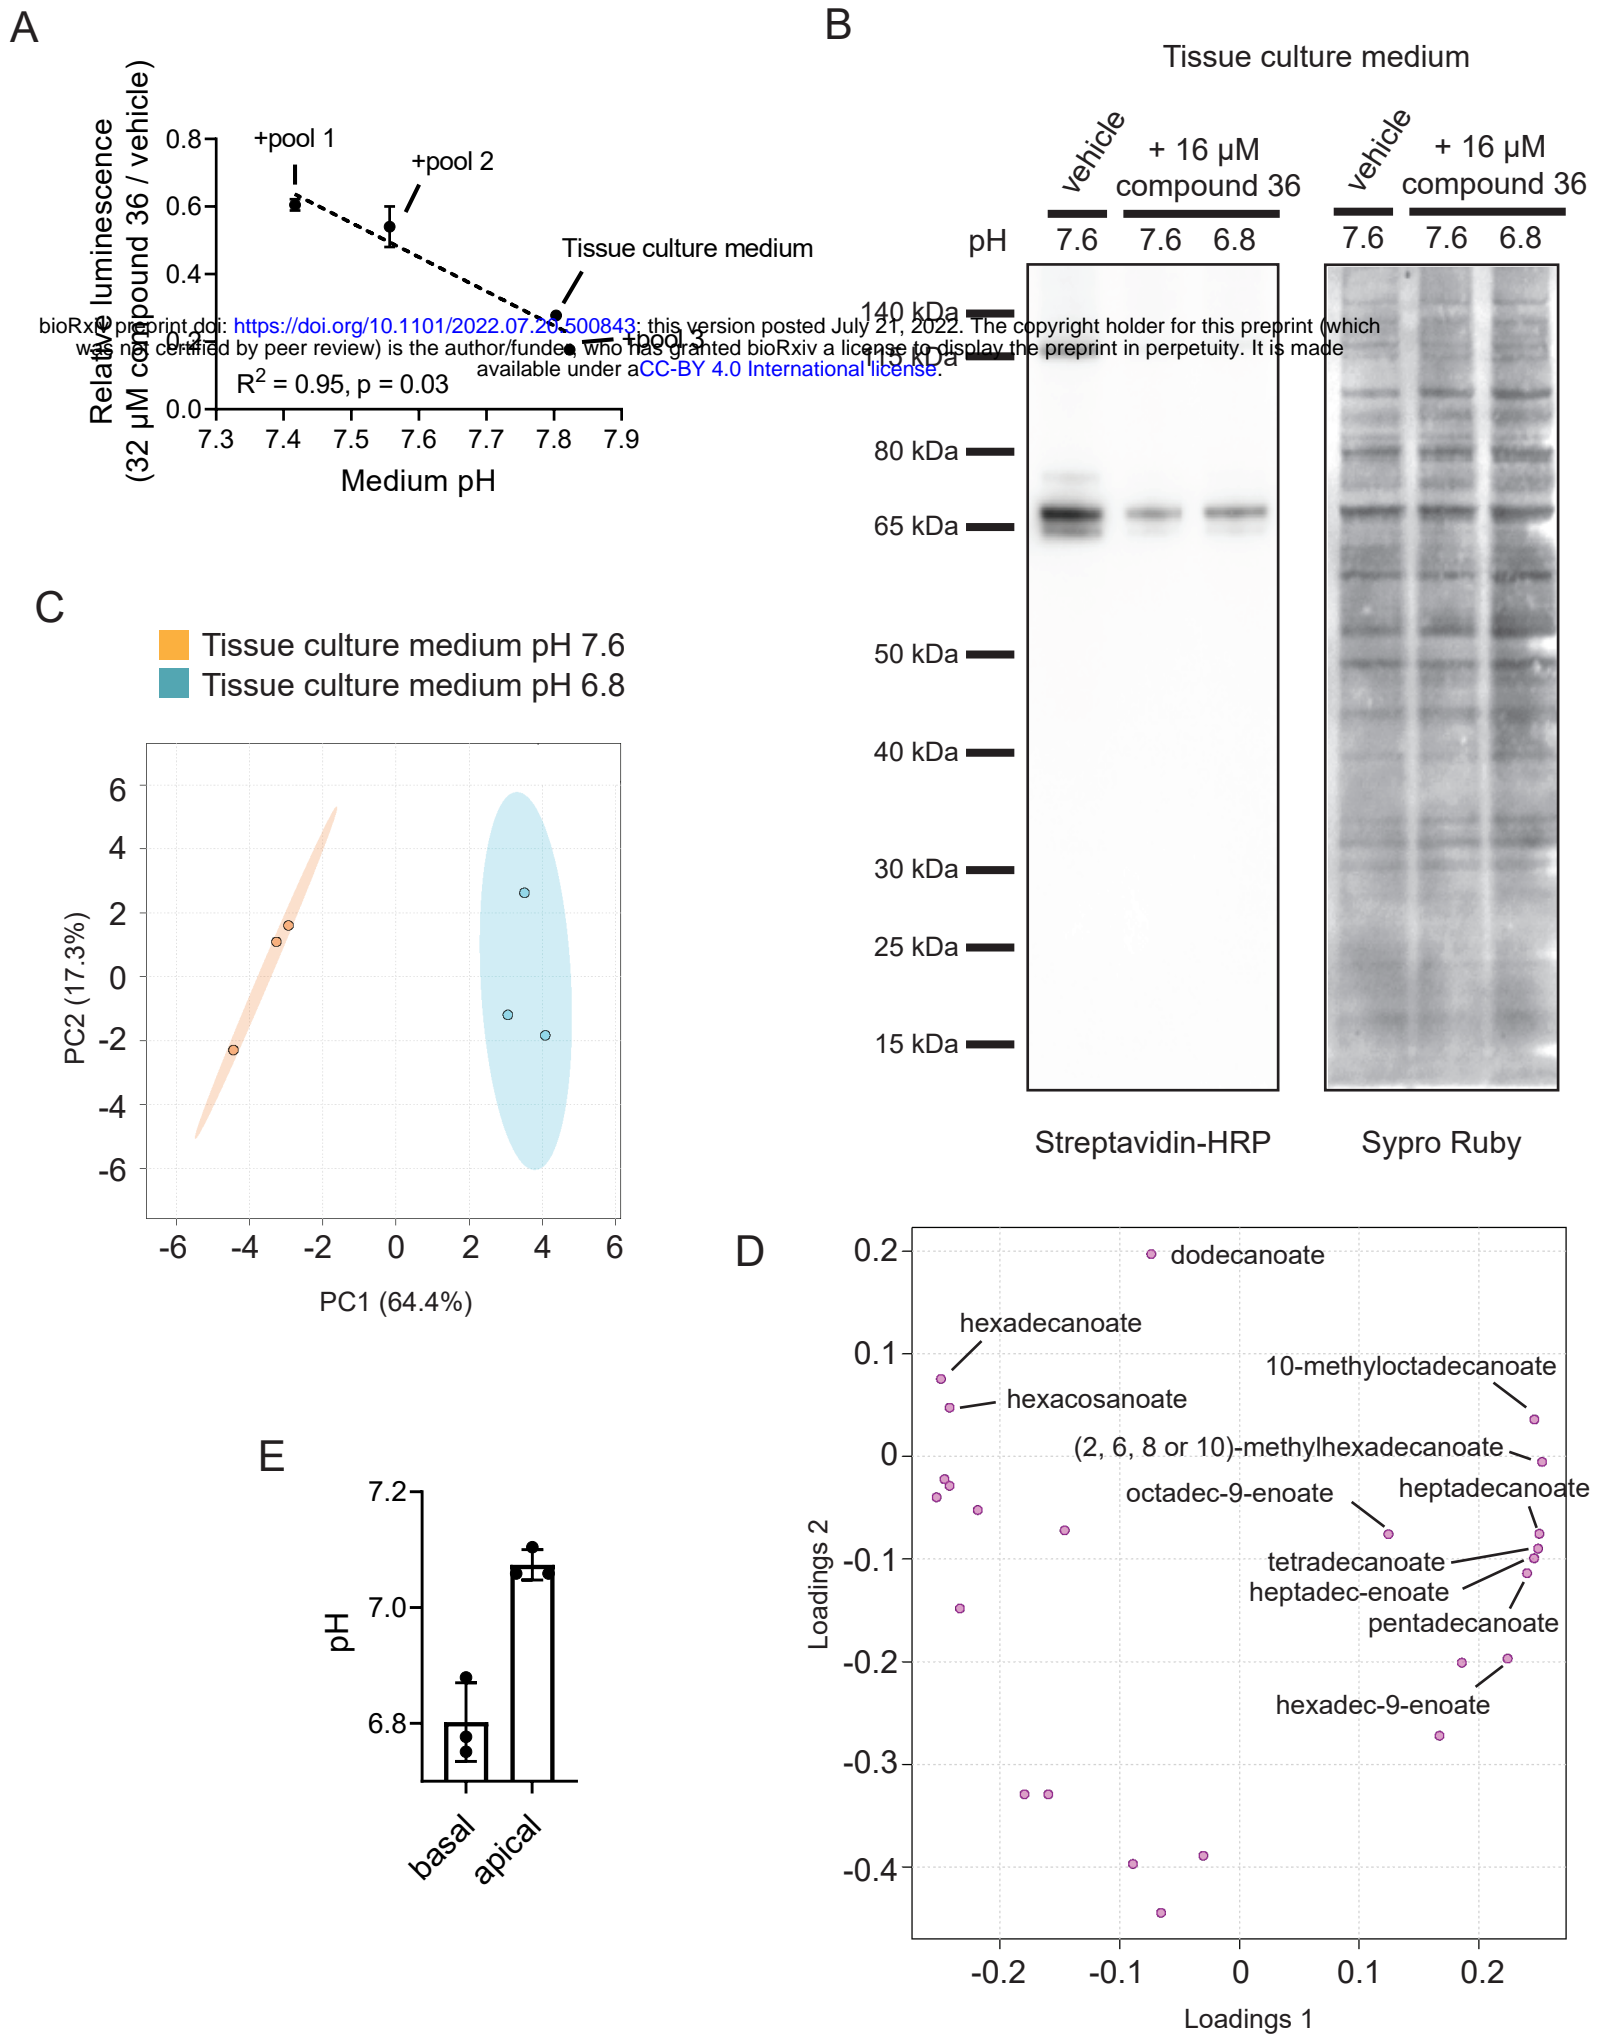 A
Relative luminescence
(32 µM compound 36 / vehicle)
0.8
0.6
0.4
0.2
0.0
+pool 1
+pool 2
Tissue culture medium
+pool 3
R2 = 0.95, p = 0.03
7.3 7.4 7.5 7.6 7.7 7.8 7.9
Medium pH
bioRxiv preprint doi: https://doi.org/10.1101/2022.07.20.500843; this version posted July 21, 2022. The copyright holder for this preprint (which
was not certified by peer review) is the author/funder, who has granted bioRxiv a license to display the preprint in perpetuity. It is made
available under aCC-BY 4.0 International license.
B
Tissue culture medium
vehicle
+ 16 µM
compound 36
vehicle
+ 16 µM
compound 36
pH 7.6 7.6 6.8 7.6 7.6 6.8
140 kDa
115 kDa
80 kDa
65 kDa
50 kDa
40 kDa
30 kDa
25 kDa
15 kDa
Streptavidin-HRP Sypro Ruby
C
Tissue culture medium pH 7.6
Tissue culture medium pH 6.8
PC2 (17.3%)
6
4
2
0
-2
-4
-6
-6 -4 -2 0 2 4 6
PC1 (64.4%)
D
Loadings 2
0.2
0.1
0
-0.1
-0.2
-0.3
-0.4
dodecanoate
hexadecanoate
10-methyloctadecanoate
hexacosanoate
(2, 6, 8 or 10)-methylhexadecanoate
heptadecanoate
octadec-9-enoate
tetradecanoate
heptadec-enoate
pentadecanoate
hexadec-9-enoate
-0.2 -0.1 0 0.1 0.2
Loadings 1
E
pH
7.2
7.0
6.8
basal
apical